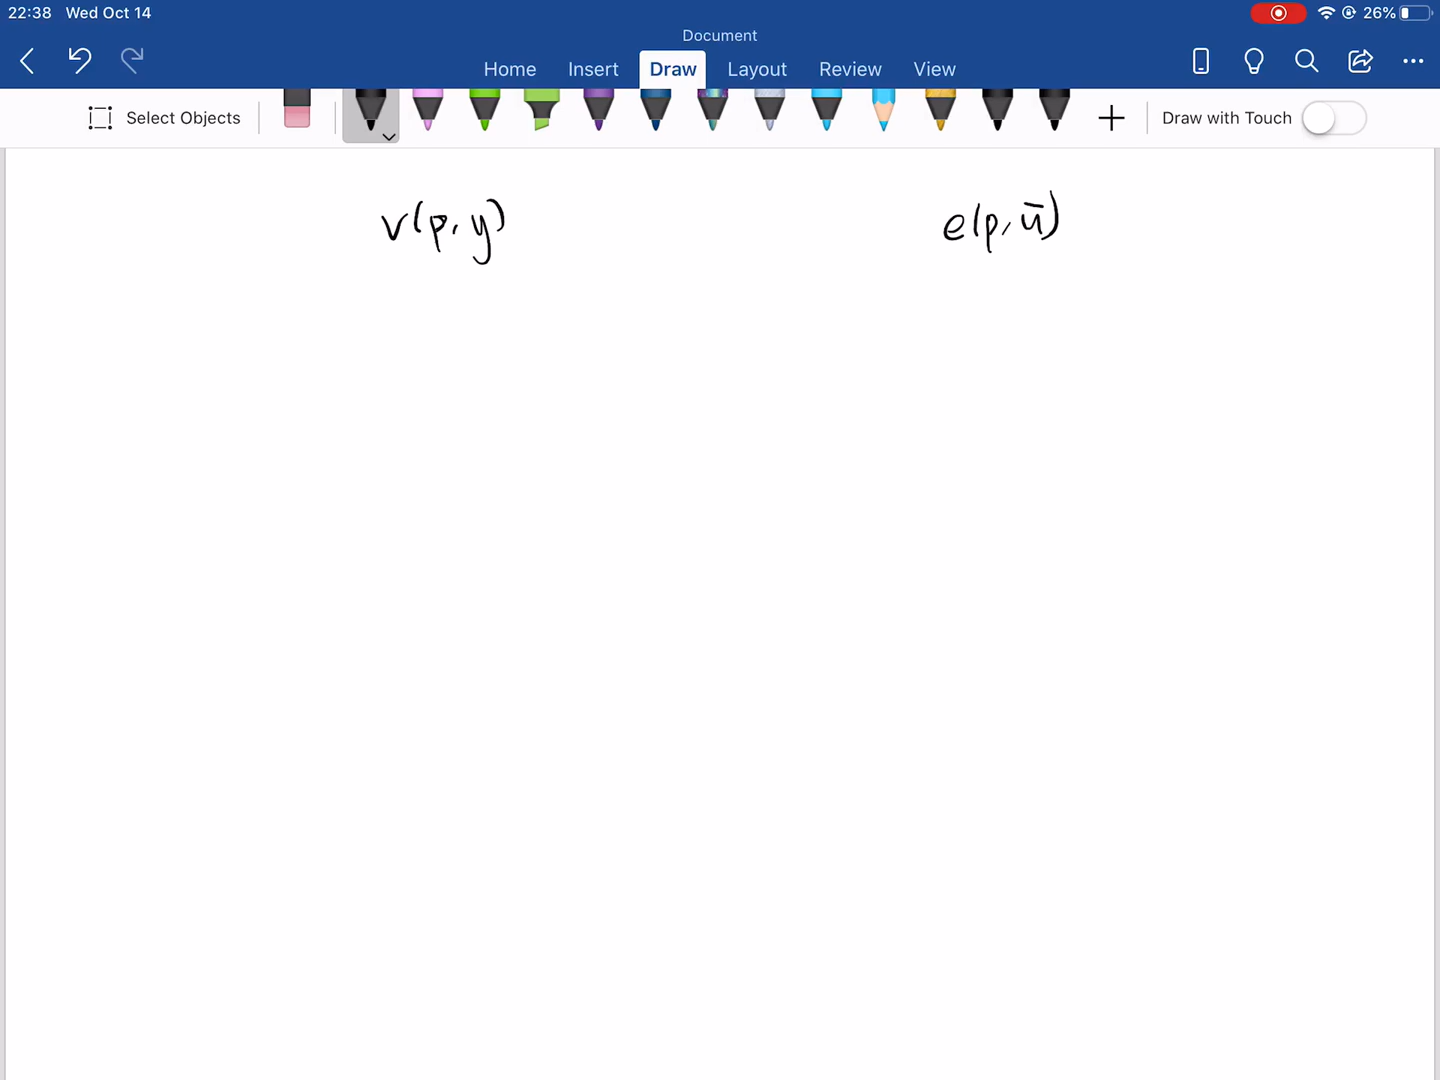 22:38 Wed Oct 14 26%
Document
Home Insert Draw Layout Review View
Select Objects Draw with Touch
v(p, y) e(p, ū)